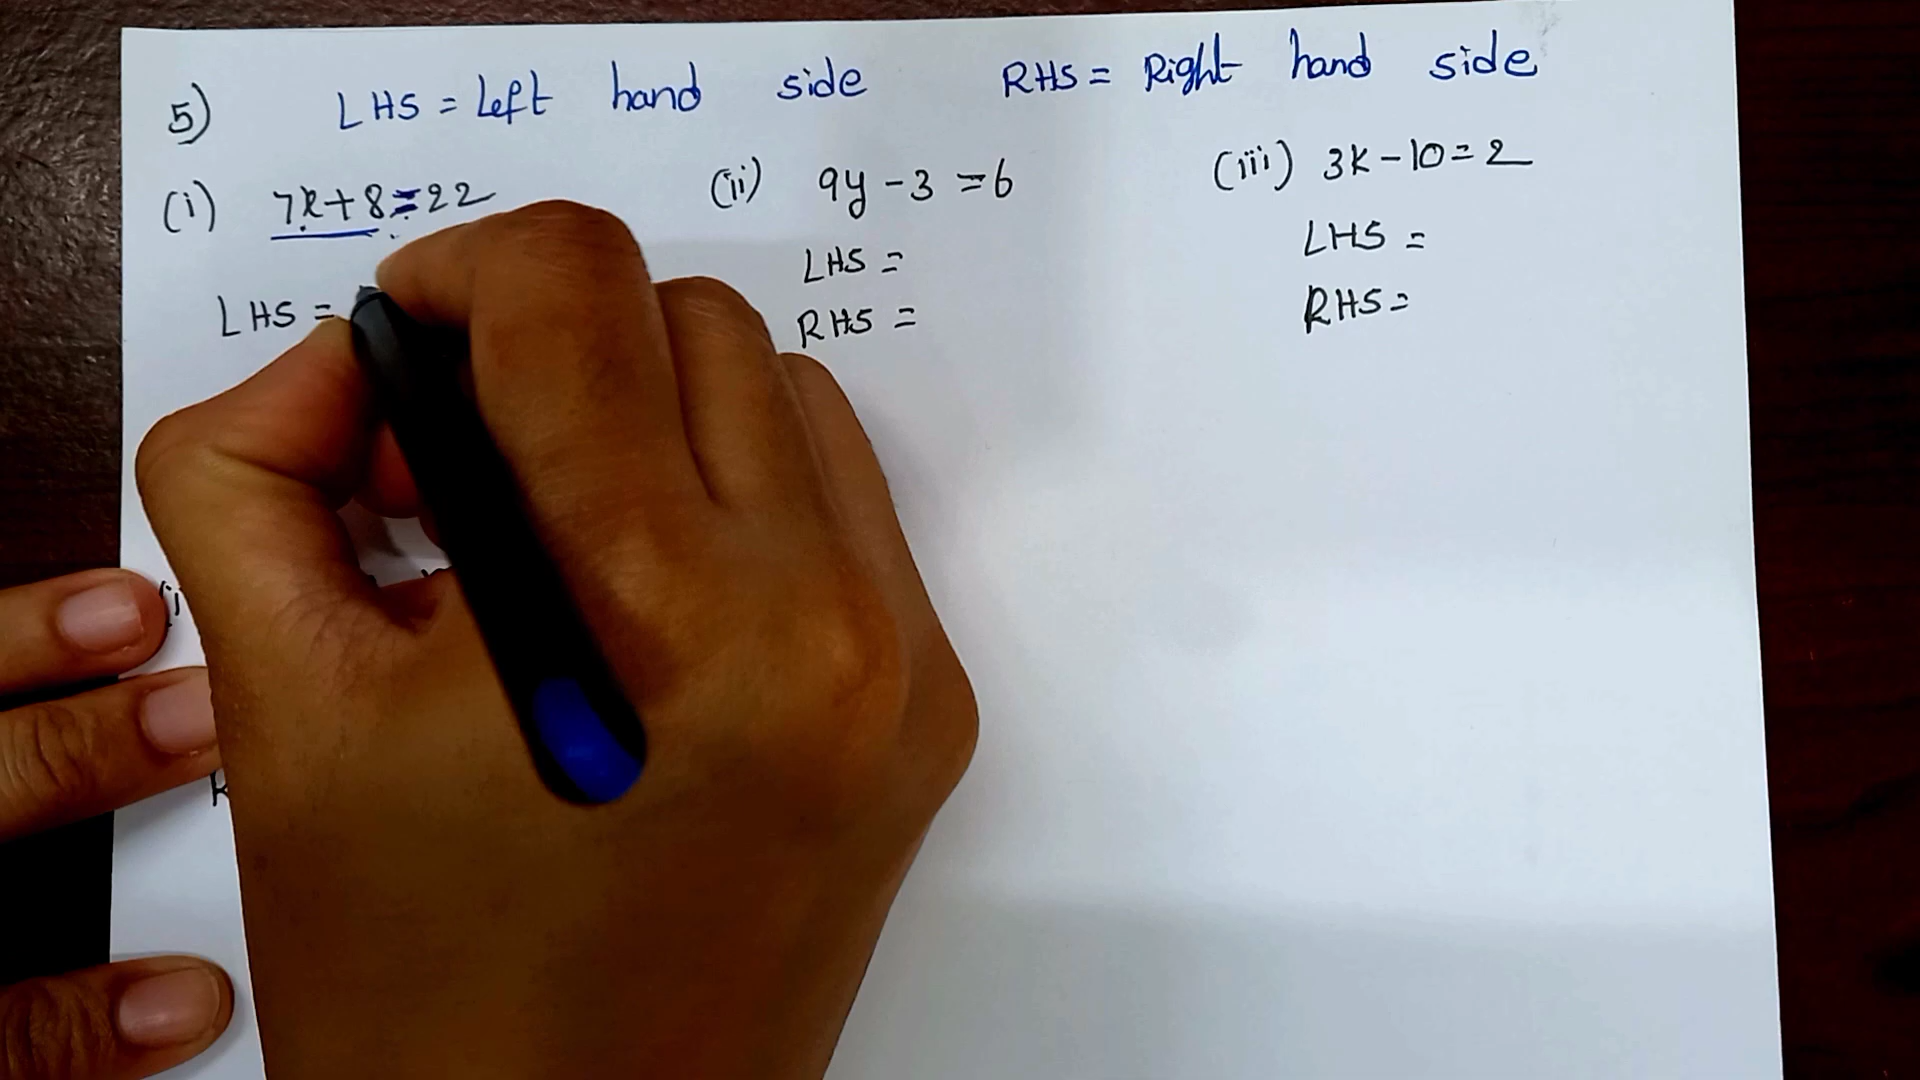 5) LHS = Left hand side RHS = Right hand side
(i) 7x+8=22 (ii) 9y-3=6 (iii) 3k-10=2
LHS = LHS = LHS =
RHS = RHS =